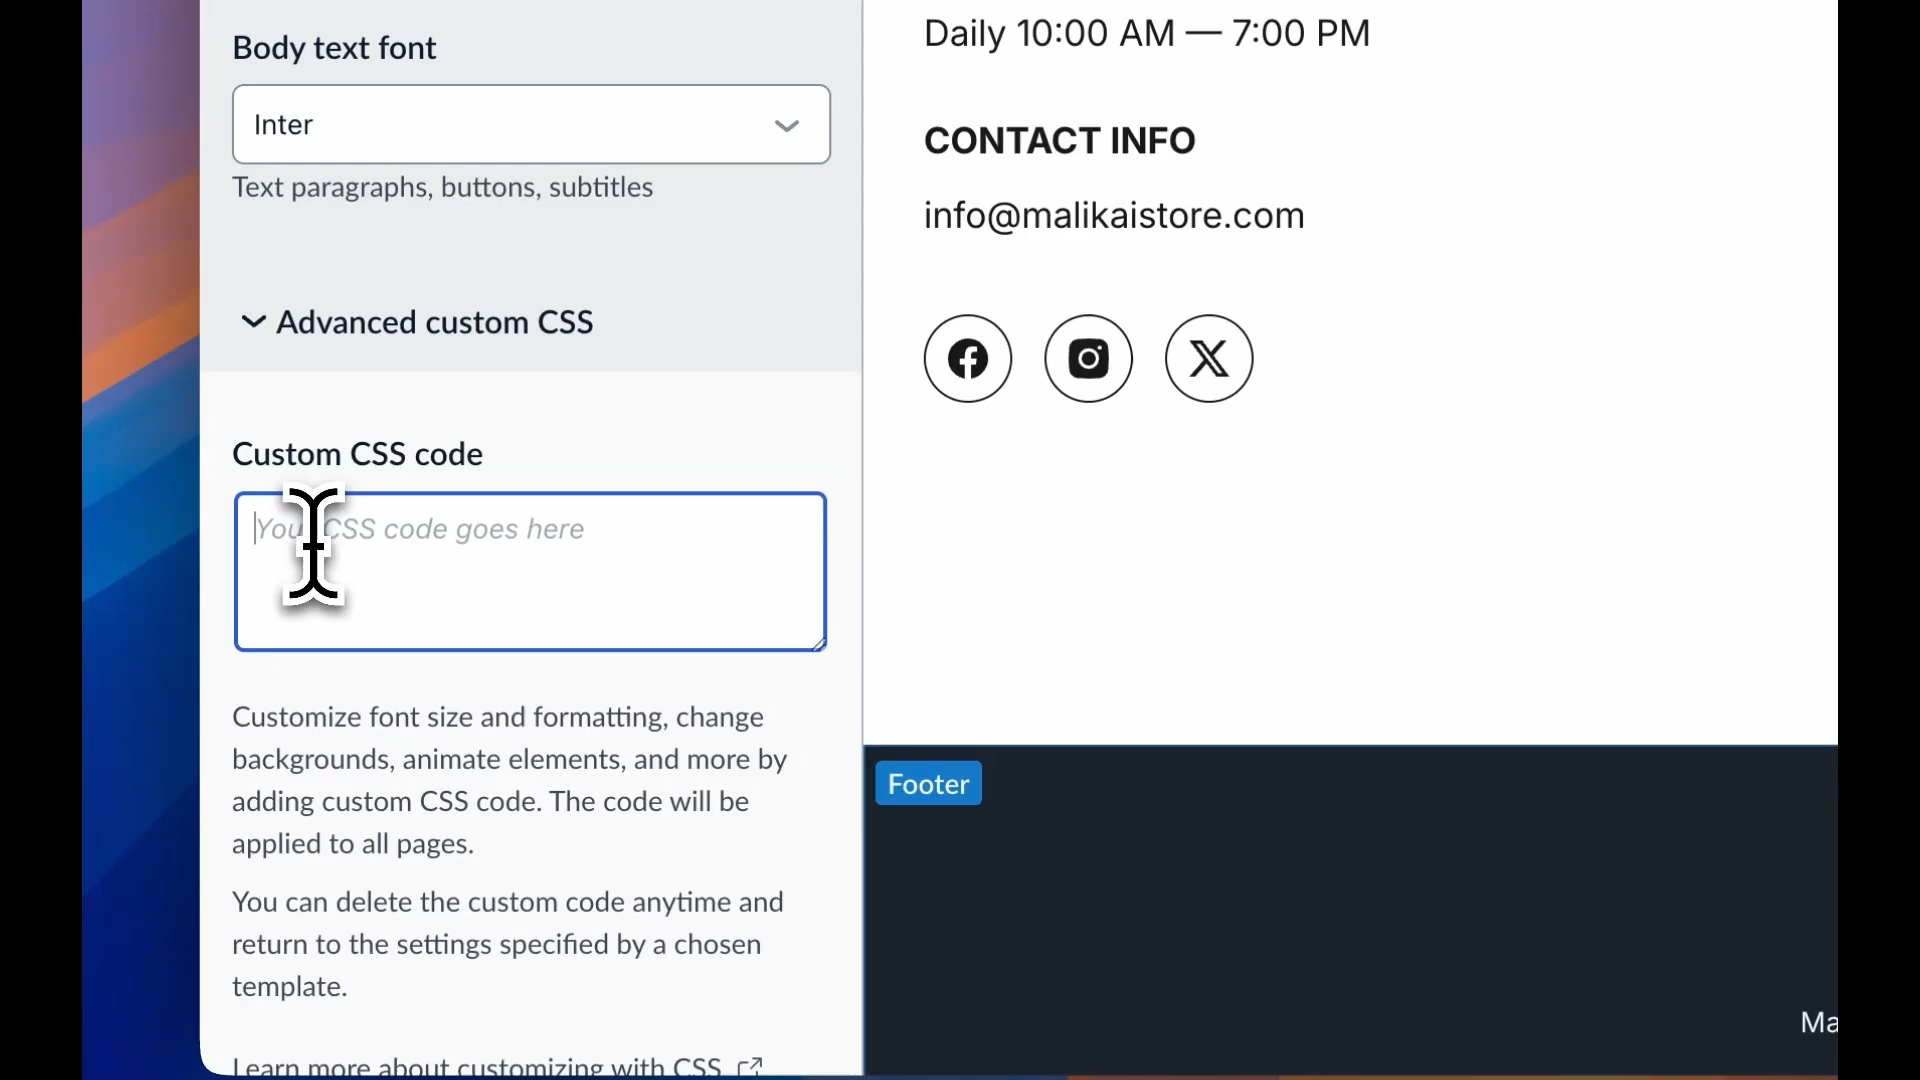 Body text font
Inter
Text paragraphs, buttons, subtitles
Advanced custom CSS
Custom CSS code
Your CSS code goes here
Customize font size and formatting, change
backgrounds, animate elements, and more by
adding custom CSS code. The code will be
applied to all pages.
You can delete the custom code anytime and
return to the settings specified by a chosen
template.
Learn more about customizing with CSS
Daily 10:00 AM — 7:00 PM
CONTACT INFO
info@malikaistore.com
Footer
Ma